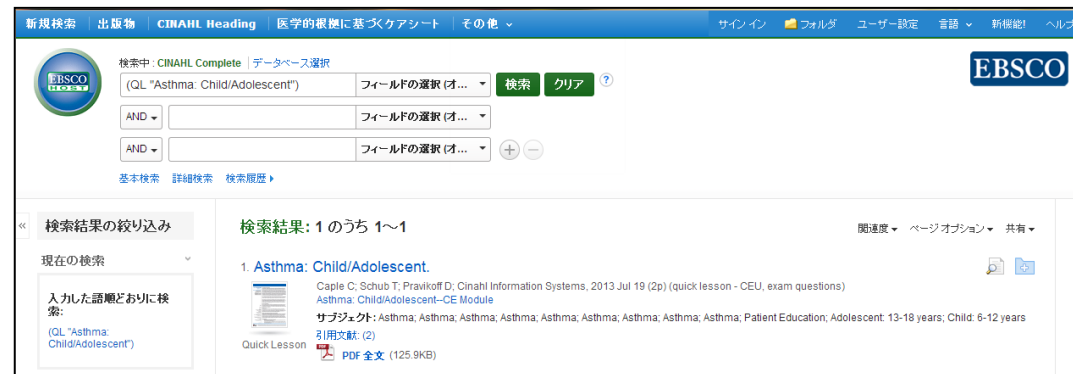 新規検索 出版物 CINAHL Heading 医学的根拠に基づくケアシート その他 サインイン フォルダ ユーザー設定 言語 新機能! ヘルプ
検索中: CINAHL Complete データベース選択
EBSCO HOST
(QL "Asthma: Child/Adolescent") フィールドの選択 (オ... 検索 クリア ?
EBSCO
AND フィールドの選択 (オ...
AND フィールドの選択 (オ...
基本検索 詳細検索 検索履歴
« 検索結果の絞り込み
検索結果: 1 のうち 1～1
関連度 ページ オプション 共有
現在の検索
入力した語順どおりに検
索:
(QL "Asthma:
Child/Adolescent")
1. Asthma: Child/Adolescent.
Caple C; Schub T; Pravikoff D; Cinahl Information Systems, 2013 Jul 19 (2p) (quick lesson - CEU, exam questions)
Asthma: Child/Adolescent--CE Module
サブジェクト: Asthma; Asthma; Asthma; Asthma; Asthma; Asthma; Asthma; Asthma; Asthma; Patient Education; Adolescent: 13-18 years; Child: 6-12 years
引用文献: (2)
Quick Lesson
PDF 全文 (125.9KB)